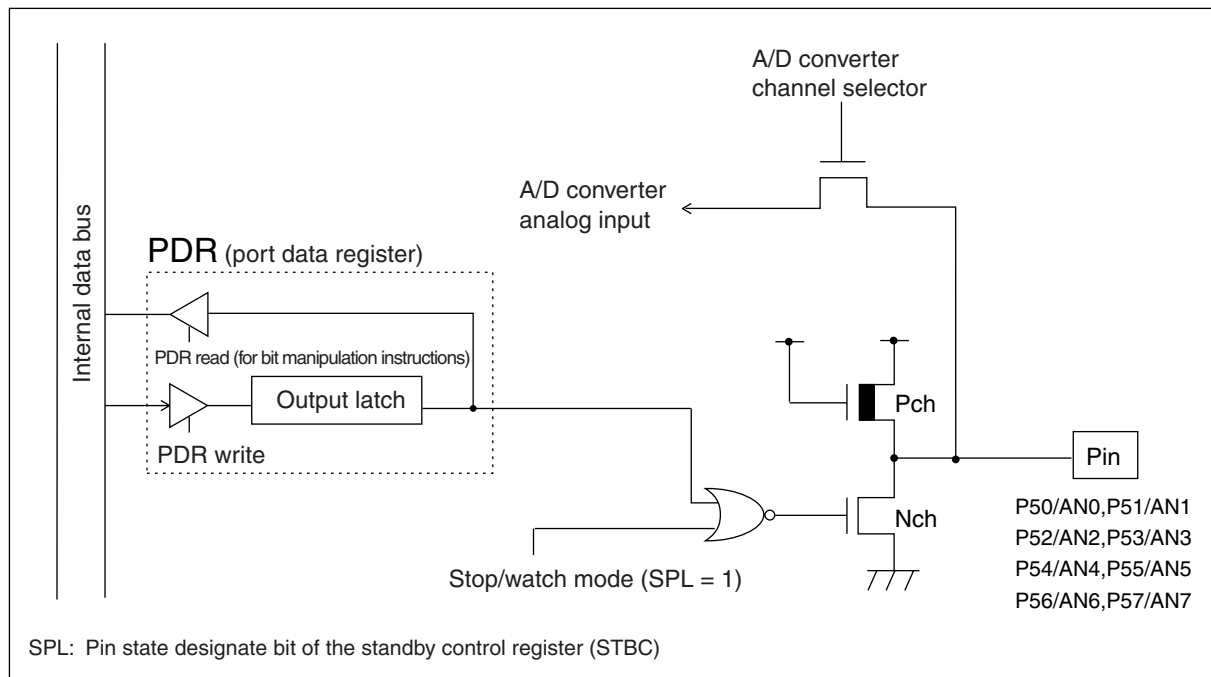 A/D converter
channel selector
A/D converter
analog input
Internal data bus
PDR (port data register)
PDR read (for bit manipulation instructions)
Output latch
PDR write
Pch
Pin
Nch
Stop/watch mode (SPL = 1)
P50/AN0,P51/AN1
P52/AN2,P53/AN3
P54/AN4,P55/AN5
P56/AN6,P57/AN7
SPL: Pin state designate bit of the standby control register (STBC)